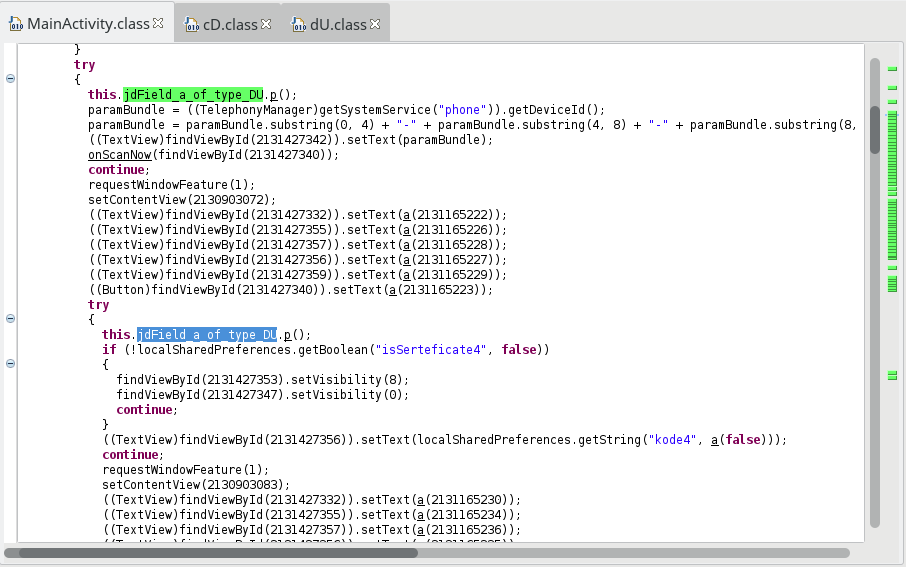 MainActivity.class cD.class dU.class
}
try
{
this.jdField_a_of_type_DU.p();
paramBundle = ((TelephonyManager)getSystemService("phone")).getDeviceId();
paramBundle = paramBundle.substring(0, 4) + "-" + paramBundle.substring(4, 8) + "-" + paramBundle.substring(8,
((TextView)findViewById(2131427342)).setText(paramBundle);
onScanNow(findViewById(2131427340));
continue;
requestWindowFeature(1);
setContentView(2130903072);
((TextView)findViewById(2131427332)).setText(a(2131165222));
((TextView)findViewById(2131427355)).setText(a(2131165226));
((TextView)findViewById(2131427357)).setText(a(2131165228));
((TextView)findViewById(2131427356)).setText(a(2131165227));
((TextView)findViewById(2131427359)).setText(a(2131165229));
((Button)findViewById(2131427340)).setText(a(2131165223));
try
{
this.jdField_a_of_type_DU.p();
if (!localSharedPreferences.getBoolean("isSerteficate4", false))
{
findViewById(2131427353).setVisibility(8);
findViewById(2131427347).setVisibility(0);
continue;
}
((TextView)findViewById(2131427356)).setText(localSharedPreferences.getString("kode4", a(false)));
continue;
requestWindowFeature(1);
setContentView(2130903083);
((TextView)findViewById(2131427332)).setText(a(2131165230));
((TextView)findViewById(2131427355)).setText(a(2131165234));
((TextView)findViewById(2131427357)).setText(a(2131165236));